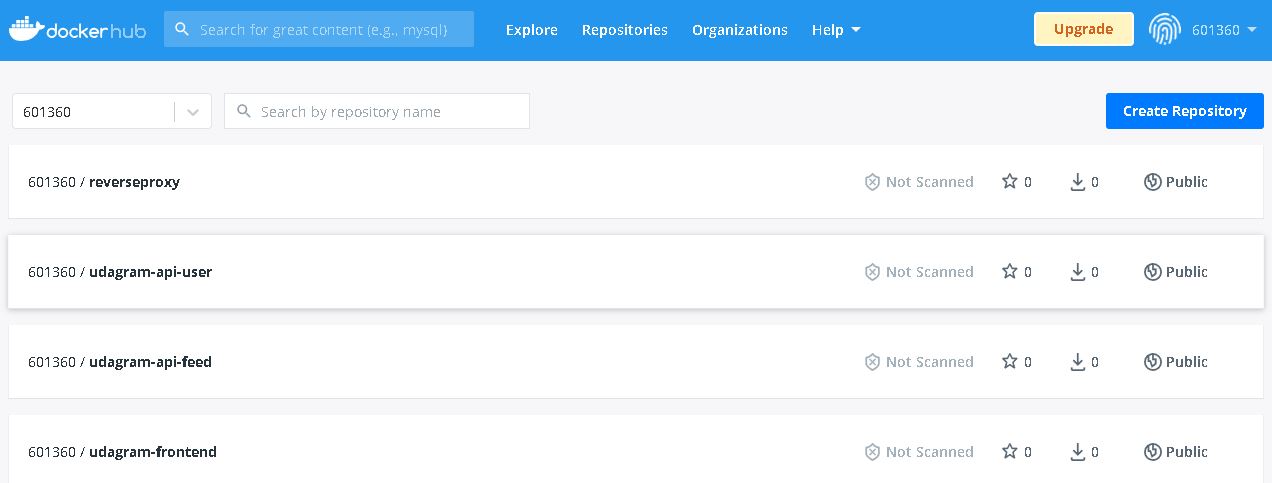 dockerhub Search for great content (e.g., mysql) Explore Repositories Organizations Help Upgrade 601360
601360 Search by repository name Create Repository
601360 / reverseproxy Not Scanned 0 0 Public
601360 / udagram-api-user Not Scanned 0 0 Public
601360 / udagram-api-feed Not Scanned 0 0 Public
601360 / udagram-frontend Not Scanned 0 0 Public